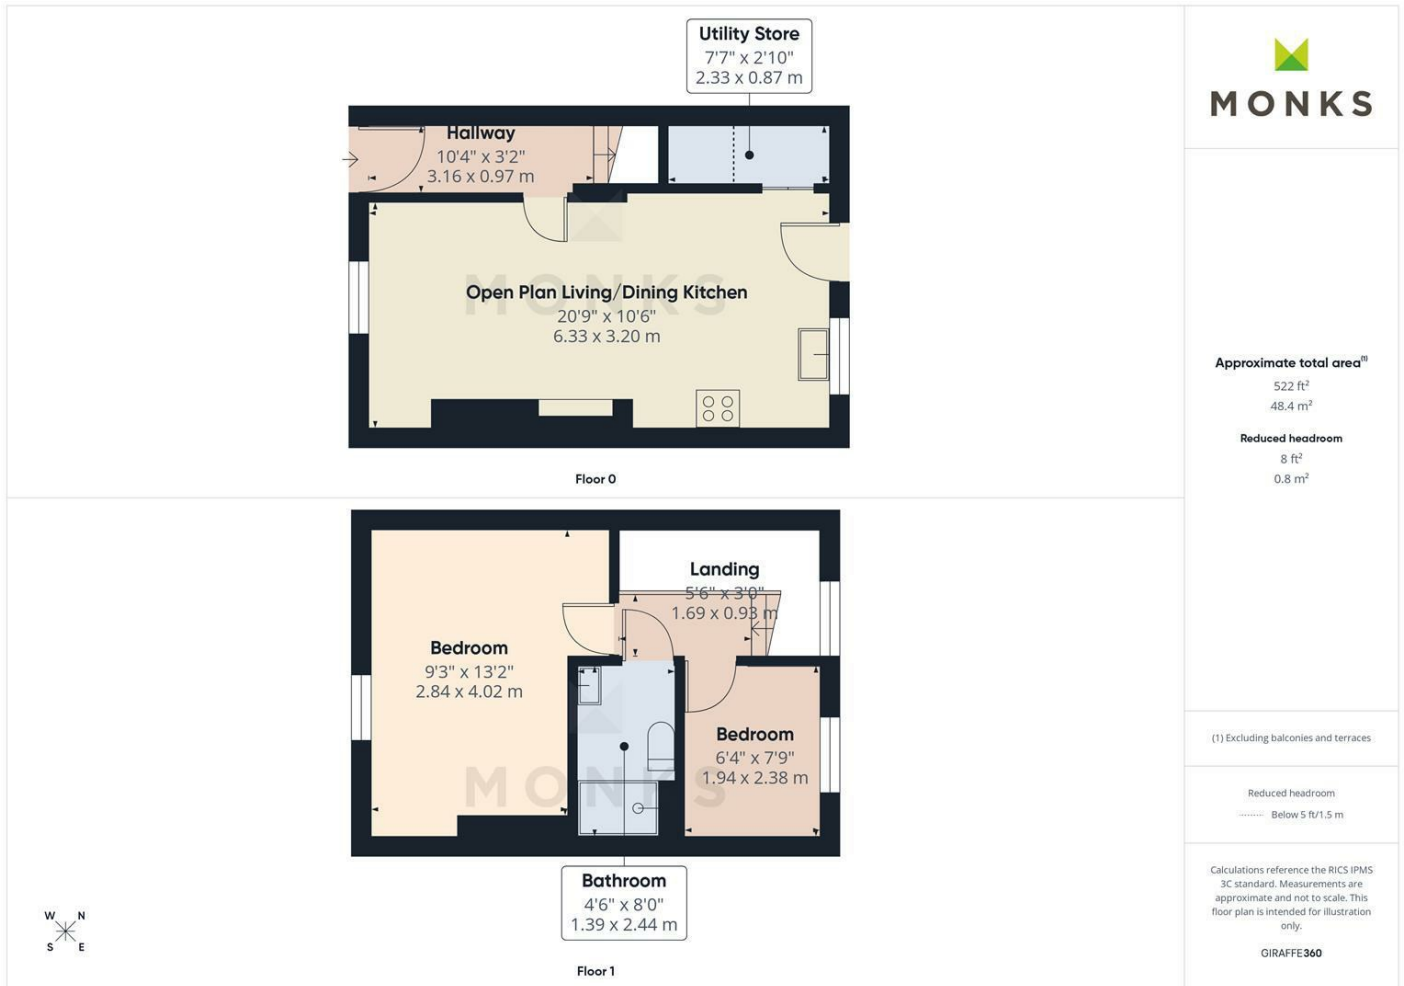 Utility Store
7'7" x 2'10"
2.33 x 0.87 m
Hallway
10'4" x 3'2"
3.16 x 0.97 m
MONKS
Open Plan Living/Dining Kitchen
20'9" x 10'6"
6.33 x 3.20 m
Floor 0
Landing
5'6" x 3'0"
1.69 x 0.93 m
Bedroom
9'3" x 13'2"
2.84 x 4.02 m
Bedroom
6'4" x 7'9"
1.94 x 2.38 m
MONKS
Bathroom
4'6" x 8'0"
1.39 x 2.44 m
Floor 1
W N
S E
MONKS
Approximate total area(1)
522 ft²
48.4 m²
Reduced headroom
8 ft²
0.8 m²
(1) Excluding balconies and terraces
Reduced headroom
Below 5 ft/1.5 m
Calculations reference the RICS IPMS
3C standard. Measurements are
approximate and not to scale. This
floor plan is intended for illustration
only.
GIRAFFE360